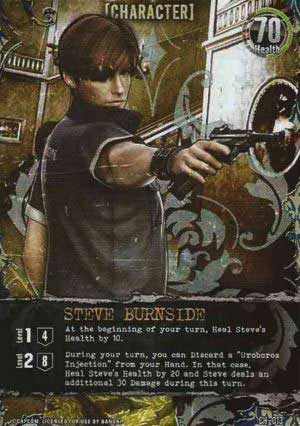 [CHARACTER]
70
Health
STEVE BURNSIDE
Level 1 4
At the beginning of your turn, Heal Steve's
Health by 10.
Level 2 8
During your turn, you can Discard a "Uroboros
Injection" from your Hand. In that case,
Heal Steve's Health by 20 and Steve deals an
additional 30 Damage during this turn.
©CAPCOM. LICENSED FOR USE BY BANDAI
CH-013